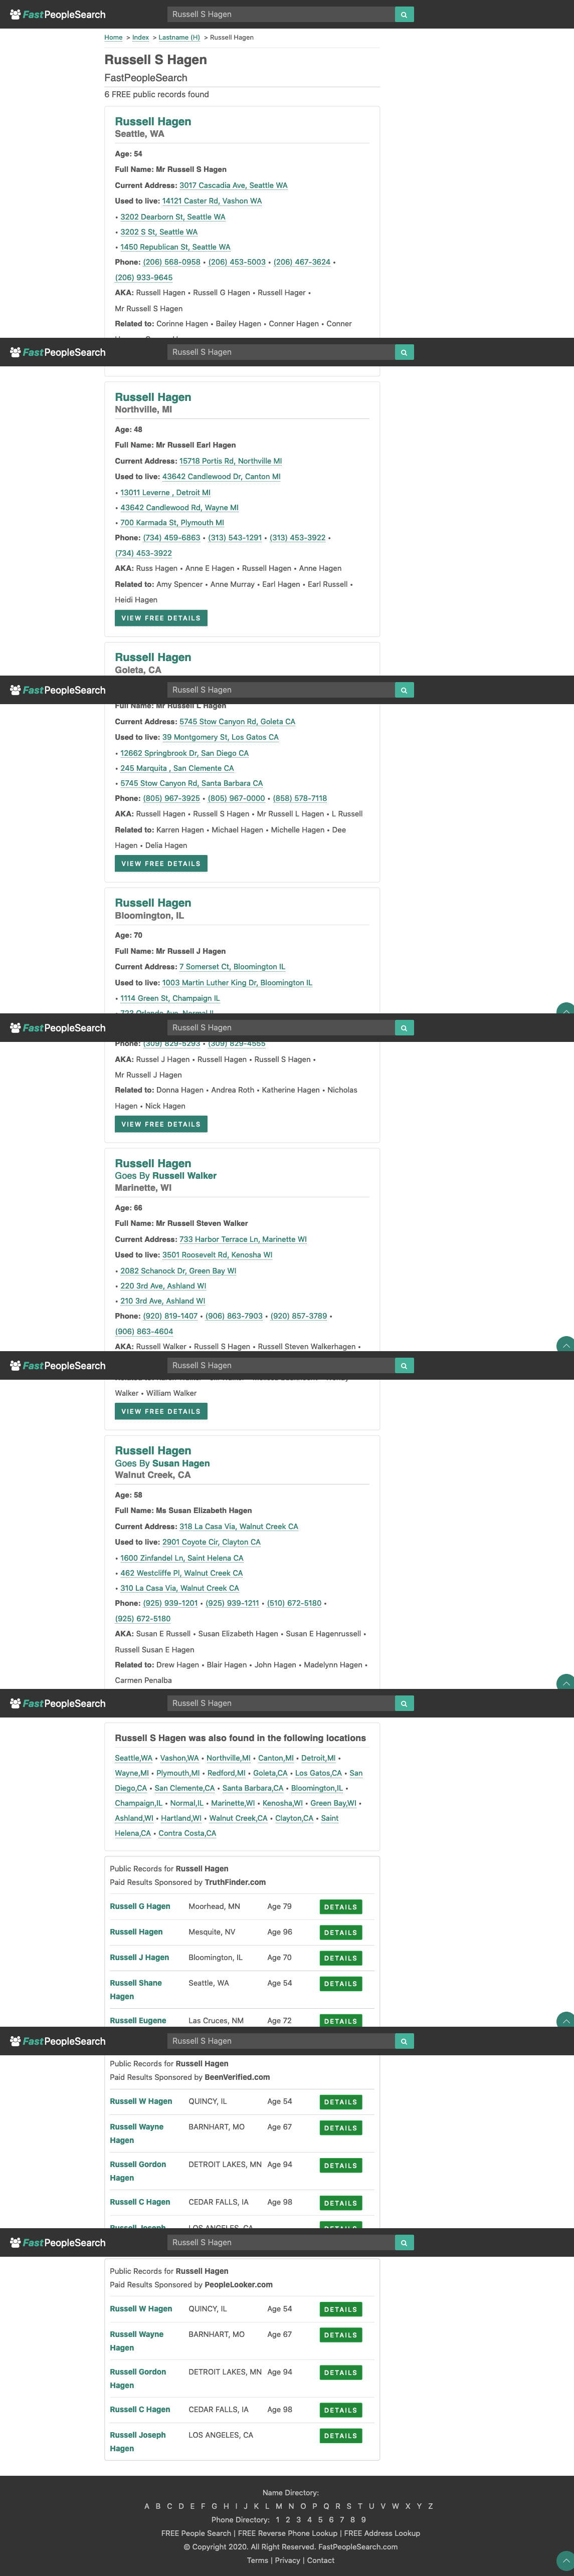 FastPeopleSearch
Russell S Hagen
Home > Index > Lastname (H) > Russell Hagen
Russell S Hagen
FastPeopleSearch
6 FREE public records found
Russell Hagen
Seattle, WA
Age: 54
Full Name: Mr Russell S Hagen
Current Address: 3017 Cascadia Ave, Seattle WA
Used to live: 14121 Caster Rd, Vashon WA
• 3202 Dearborn St, Seattle WA
• 3202 S St, Seattle WA
• 1450 Republican St, Seattle WA
Phone: (206) 568-0958 • (206) 453-5003 • (206) 467-3624 •
(206) 933-9645
AKA: Russell Hagen • Russell G Hagen • Russell Hager •
Mr Russell S Hagen
Related to: Corinne Hagen • Bailey Hagen • Conner Hagen • Conner
FastPeopleSearch
Russell S Hagen
Russell Hagen
Northville, MI
Age: 48
Full Name: Mr Russell Earl Hagen
Current Address: 15718 Portis Rd, Northville MI
Used to live: 43642 Candlewood Dr, Canton MI
• 13011 Leverne , Detroit MI
• 43642 Candlewood Rd, Wayne MI
• 700 Karmada St, Plymouth MI
Phone: (734) 459-6863 • (313) 543-1291 • (313) 453-3922 •
(734) 453-3922
AKA: Russ Hagen • Anne E Hagen • Russell Hagen • Anne Hagen
Related to: Amy Spencer • Anne Murray • Earl Hagen • Earl Russell •
Heidi Hagen
VIEW FREE DETAILS
Russell Hagen
Goleta, CA
FastPeopleSearch
Russell S Hagen
Full Name: Mr Russell L Hagen
Current Address: 5745 Stow Canyon Rd, Goleta CA
Used to live: 39 Montgomery St, Los Gatos CA
• 12662 Springbrook Dr, San Diego CA
• 245 Marquita , San Clemente CA
• 5745 Stow Canyon Rd, Santa Barbara CA
Phone: (805) 967-3925 • (805) 967-0000 • (858) 578-7118
AKA: Russell Hagen • Russell S Hagen • Mr Russell L Hagen • L Russell
Related to: Karren Hagen • Michael Hagen • Michelle Hagen • Dee
Hagen • Delia Hagen
VIEW FREE DETAILS
Russell Hagen
Bloomington, IL
Age: 70
Full Name: Mr Russell J Hagen
Current Address: 7 Somerset Ct, Bloomington IL
Used to live: 1003 Martin Luther King Dr, Bloomington IL
• 1114 Green St, Champaign IL
• 723 Orlando Ave, Normal IL
FastPeopleSearch
Russell S Hagen
(309) 829-5293 • (309) 829-4555
AKA: Russel J Hagen • Russell Hagen • Russell S Hagen •
Mr Russell J Hagen
Related to: Donna Hagen • Andrea Roth • Katherine Hagen • Nicholas
Hagen • Nick Hagen
VIEW FREE DETAILS
Russell Hagen
Goes By Russell Walker
Marinette, WI
Age: 66
Full Name: Mr Russell Steven Walker
Current Address: 733 Harbor Terrace Ln, Marinette WI
Used to live: 3501 Roosevelt Rd, Kenosha WI
• 2082 Schanock Dr, Green Bay WI
• 220 3rd Ave, Ashland WI
• 210 3rd Ave, Ashland WI
Phone: (920) 819-1407 • (906) 863-7903 • (920) 857-3789 •
(906) 863-4604
AKA: Russell Walker • Russell S Hagen • Russell Steven Walkerhagen •
FastPeopleSearch
Russell S Hagen
Walker • William Walker
VIEW FREE DETAILS
Russell Hagen
Goes By Susan Hagen
Walnut Creek, CA
Age: 58
Full Name: Ms Susan Elizabeth Hagen
Current Address: 318 La Casa Via, Walnut Creek CA
Used to live: 2901 Coyote Cir, Clayton CA
• 1600 Zinfandel Ln, Saint Helena CA
• 462 Westcliffe Pl, Walnut Creek CA
• 310 La Casa Via, Walnut Creek CA
Phone: (925) 939-1201 • (925) 939-1211 • (510) 672-5180 •
(925) 672-5180
AKA: Susan E Russell • Susan Elizabeth Hagen • Susan E Hagenrussell •
Russell Susan E Hagen
Related to: Drew Hagen • Blair Hagen • John Hagen • Madelynn Hagen •
Carmen Penalba
FastPeopleSearch
Russell S Hagen
Russell S Hagen was also found in the following locations
Seattle,WA • Vashon,WA • Northville,MI • Canton,MI • Detroit,MI •
Wayne,MI • Plymouth,MI • Redford,MI • Goleta,CA • Los Gatos,CA • San
Diego,CA • San Clemente,CA • Santa Barbara,CA • Bloomington,IL •
Champaign,IL • Normal,IL • Marinette,WI • Kenosha,WI • Green Bay,WI •
Ashland,WI • Hartland,WI • Walnut Creek,CA • Clayton,CA • Saint
Helena,CA • Contra Costa,CA
Public Records for Russell Hagen
Paid Results Sponsored by TruthFinder.com
Russell G Hagen Moorhead, MN Age 79 DETAILS
Russell Hagen Mesquite, NV Age 96 DETAILS
Russell J Hagen Bloomington, IL Age 70 DETAILS
Russell Shane Seattle, WA Age 54 DETAILS
Hagen
Russell Eugene Las Cruces, NM Age 72 DETAILS
FastPeopleSearch
Russell S Hagen
Public Records for Russell Hagen
Paid Results Sponsored by BeenVerified.com
Russell W Hagen QUINCY, IL Age 54 DETAILS
Russell Wayne BARNHART, MO Age 67 DETAILS
Hagen
Russell Gordon DETROIT LAKES, MN Age 94 DETAILS
Hagen
Russell C Hagen CEDAR FALLS, IA Age 98 DETAILS
Russell Joseph LOS ANGELES, CA DETAILS
FastPeopleSearch
Russell S Hagen
Public Records for Russell Hagen
Paid Results Sponsored by PeopleLooker.com
Russell W Hagen QUINCY, IL Age 54 DETAILS
Russell Wayne BARNHART, MO Age 67 DETAILS
Hagen
Russell Gordon DETROIT LAKES, MN Age 94 DETAILS
Hagen
Russell C Hagen CEDAR FALLS, IA Age 98 DETAILS
Russell Joseph LOS ANGELES, CA DETAILS
Hagen
Name Directory:
A B C D E F G H I J K L M N O P Q R S T U V W X Y Z
Phone Directory: 1 2 3 4 5 6 7 8 9
FREE People Search | FREE Reverse Phone Lookup | FREE Address Lookup
© Copyright 2020. All Right Reserved. FastPeopleSearch.com
Terms | Privacy | Contact